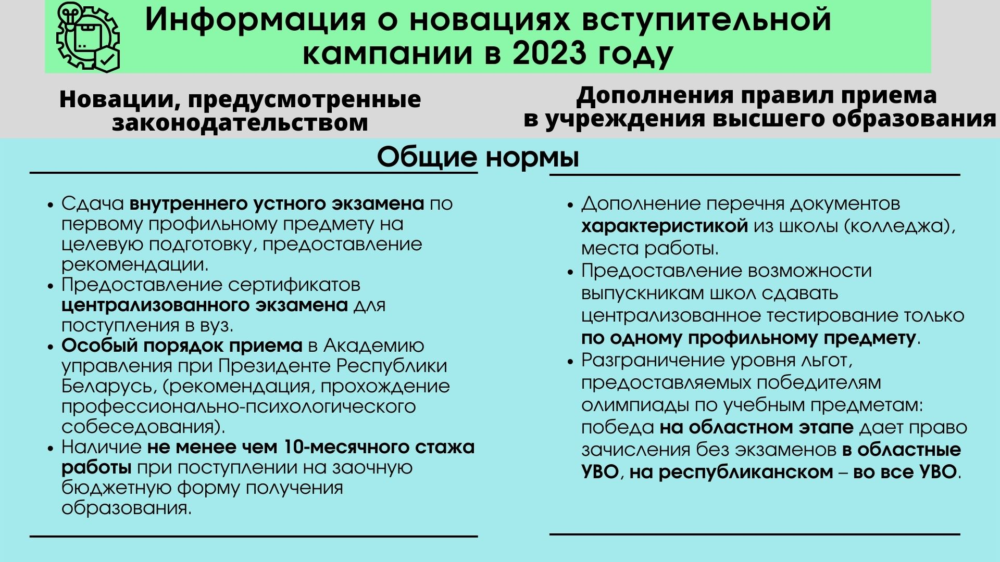 Информация о новациях вступительной
кампании в 2023 году
Новации, предусмотренные
законодательством
Дополнения правил приема
в учреждения высшего образования
Общие нормы
• Сдача внутреннего устного экзамена по
первому профильному предмету на
целевую подготовку, предоставление
рекомендации.
• Предоставление сертификатов
централизованного экзамена для
поступления в вуз.
• Особый порядок приема в Академию
управления при Президенте Республики
Беларусь, (рекомендация, прохождение
профессионально-психологического
собеседования).
• Наличие не менее чем 10-месячного стажа
работы при поступлении на заочную
бюджетную форму получения
образования.
• Дополнение перечня документов
характеристикой из школы (колледжа),
места работы.
• Предоставление возможности
выпускникам школ сдавать
централизованное тестирование только
по одному профильному предмету.
• Разграничение уровня льгот,
предоставляемых победителям
олимпиады по учебным предметам:
победа на областном этапе дает право
зачисления без экзаменов в областные
УВО, на республиканском – во все УВО.